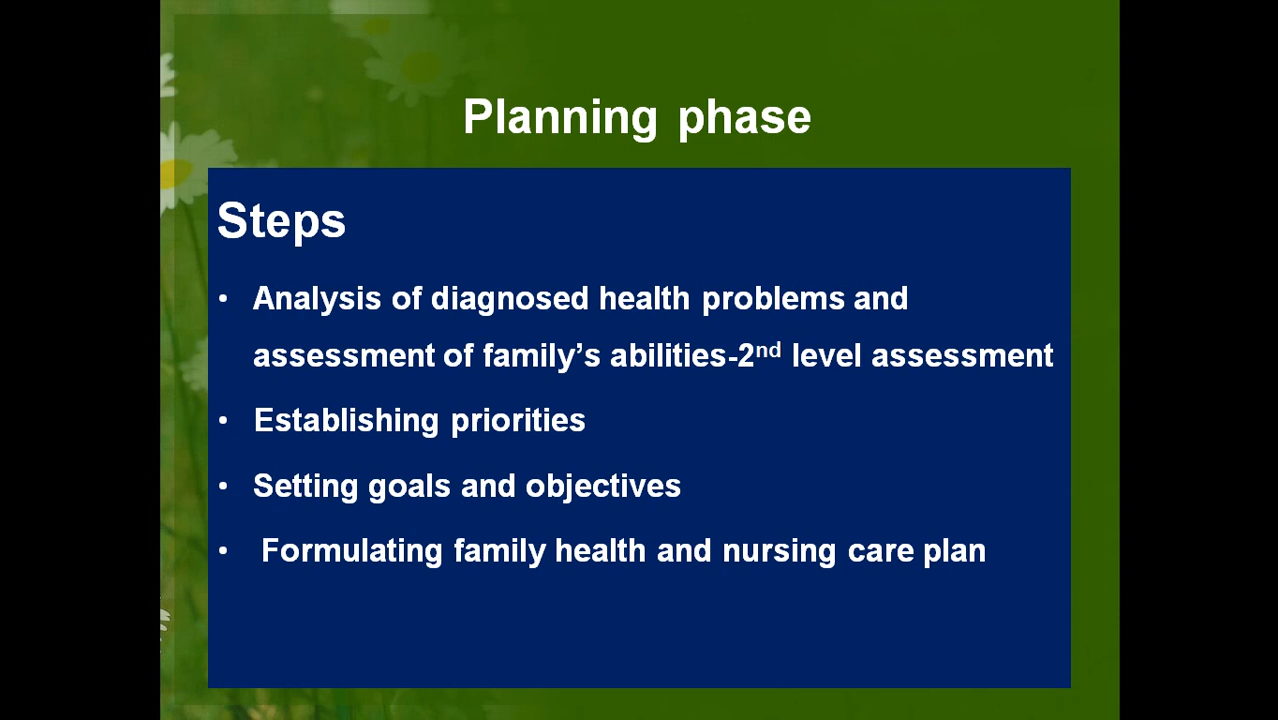 Planning phase
Steps
• Analysis of diagnosed health problems and
assessment of family’s abilities-2nd level assessment
• Establishing priorities
• Setting goals and objectives
• Formulating family health and nursing care plan